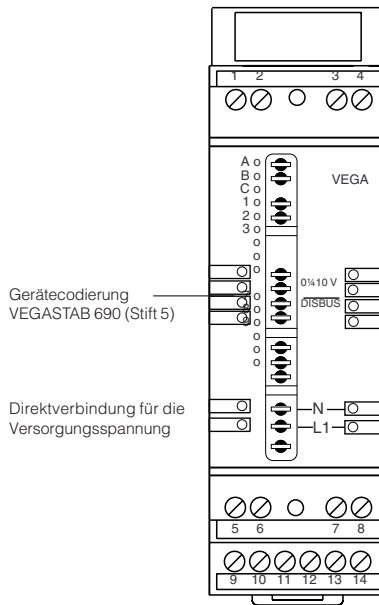 1 2 3 4
A
B
C
1
2
3
VEGA
0¼10 V
DISBUS
Gerätecodierung
VEGASTAB 690 (Stift 5)
Direktverbindung für die
Versorgungsspannung
N
L1
5 6 7 8
9 10 11 12 13 14